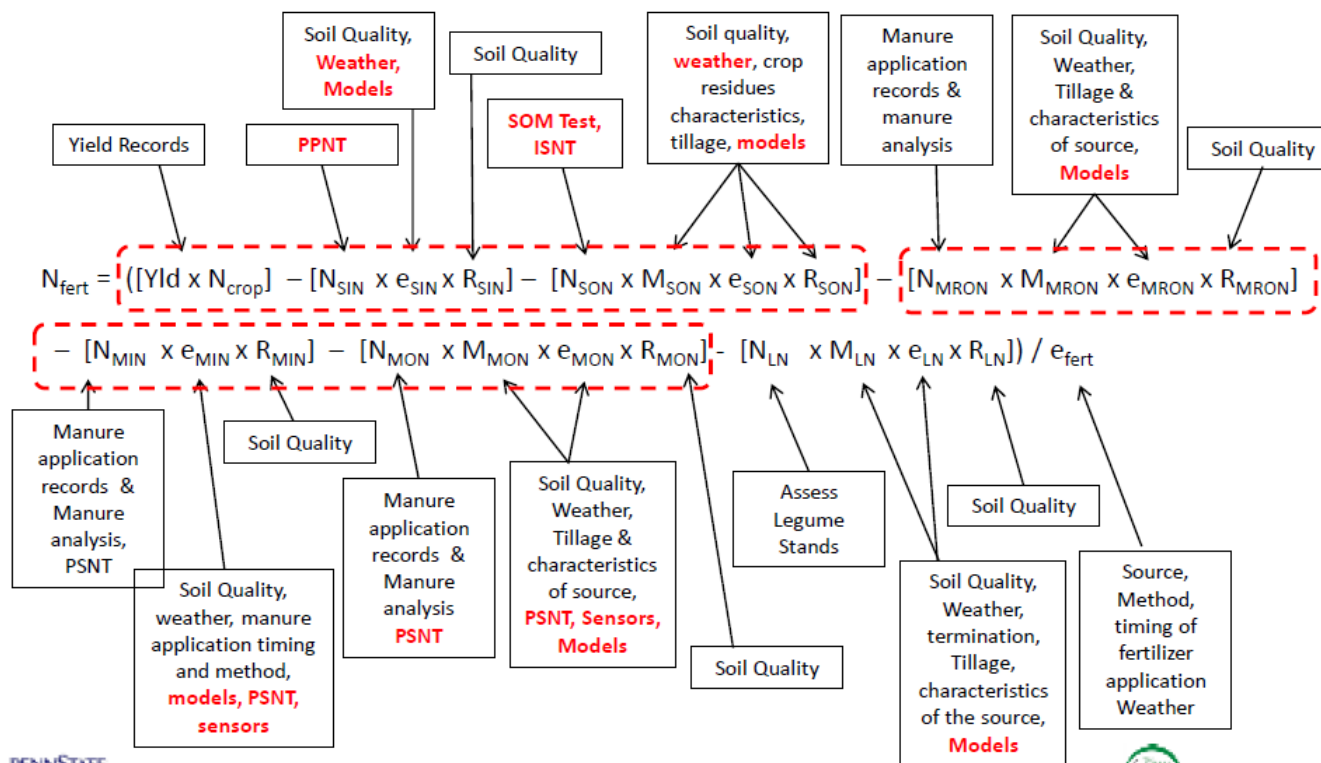 Soil Quality,
Weather,
Models
Soil Quality
Soil quality,
weather, crop
residues
characteristics,
tillage, models
Manure
application
records &
manure
analysis
Soil Quality,
Weather,
Tillage &
characteristics
of source,
Models
Yield Records
PPNT
SOM Test,
ISNT
Soil Quality
N_fert = ([Yld x N_crop] – [N_SIN x e_SIN x R_SIN] – [N_SON x M_SON x e_SON x R_SON] – [N_MRON x M_MRON x e_MRON x R_MRON]
– [N_MIN x e_MIN x R_MIN] – [N_MON x M_MON x e_MON x R_MON] - [N_LN x M_LN x e_LN x R_LN]) / e_fert
Manure
application
records &
Manure
analysis,
PSNT
Soil Quality
Soil Quality,
weather, manure
application timing
and method,
models, PSNT,
sensors
Manure
application
records &
Manure
analysis
PSNT
Soil Quality,
Weather,
Tillage &
characteristics
of source,
PSNT, Sensors,
Models
Soil Quality
Assess
Legume
Stands
Soil Quality,
Weather,
termination,
Tillage,
characteristics
of the source,
Models
Soil Quality
Source,
Method,
timing of
fertilizer
application
Weather
PENNSTATE